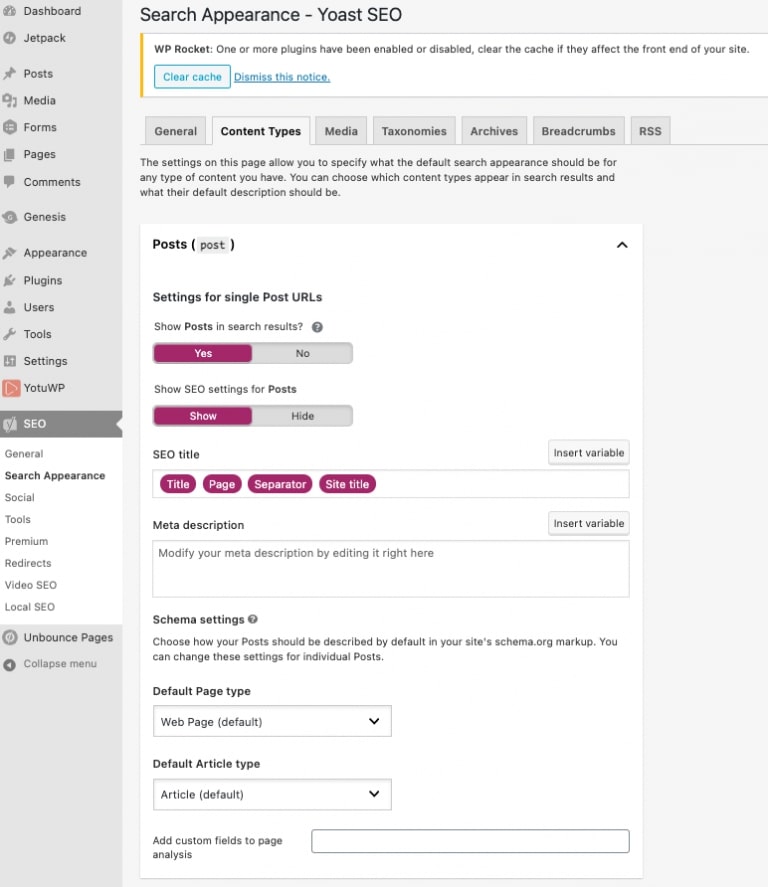 Dashboard
Jetpack
Posts
Media
Forms
Pages
Comments
Genesis
Appearance
Plugins
Users
Tools
Settings
YotuWP
SEO
General
Search Appearance
Social
Tools
Premium
Redirects
Video SEO
Local SEO
Unbounce Pages
Collapse menu
Search Appearance - Yoast SEO
WP Rocket: One or more plugins have been enabled or disabled, clear the cache if they affect the front end of your site.
Clear cache Dismiss this notice.
General Content Types Media Taxonomies Archives Breadcrumbs RSS
The settings on this page allow you to specify what the default search appearance should be for
any type of content you have. You can choose which content types appear in search results and
what their default description should be.
Posts ( post )
Settings for single Post URLs
Show Posts in search results? ?
Yes No
Show SEO settings for Posts
Show Hide
SEO title Insert variable
Title Page Separator Site title
Meta description Insert variable
Modify your meta description by editing it right here
Schema settings ?
Choose how your Posts should be described by default in your site's schema.org markup. You
can change these settings for individual Posts.
Default Page type
Web Page (default)
Default Article type
Article (default)
Add custom fields to page
analysis